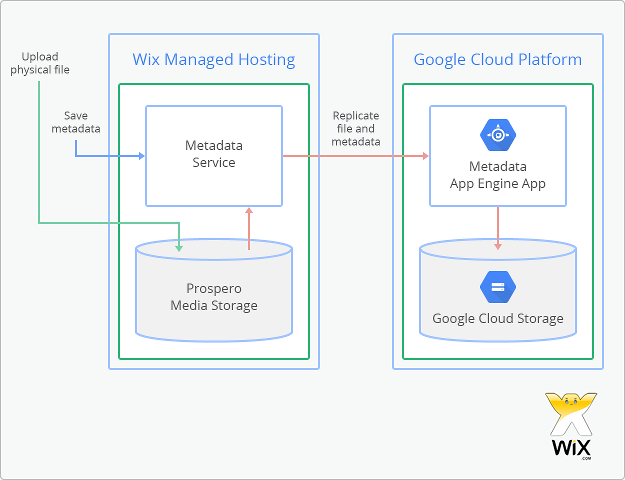 Upload
physical file
Save
metadata
Wix Managed Hosting
Metadata
Service
Prospero
Media Storage
Replicate
file and
metadata
Google Cloud Platform
Metadata
App Engine App
Google Cloud Storage
WiX
.COM